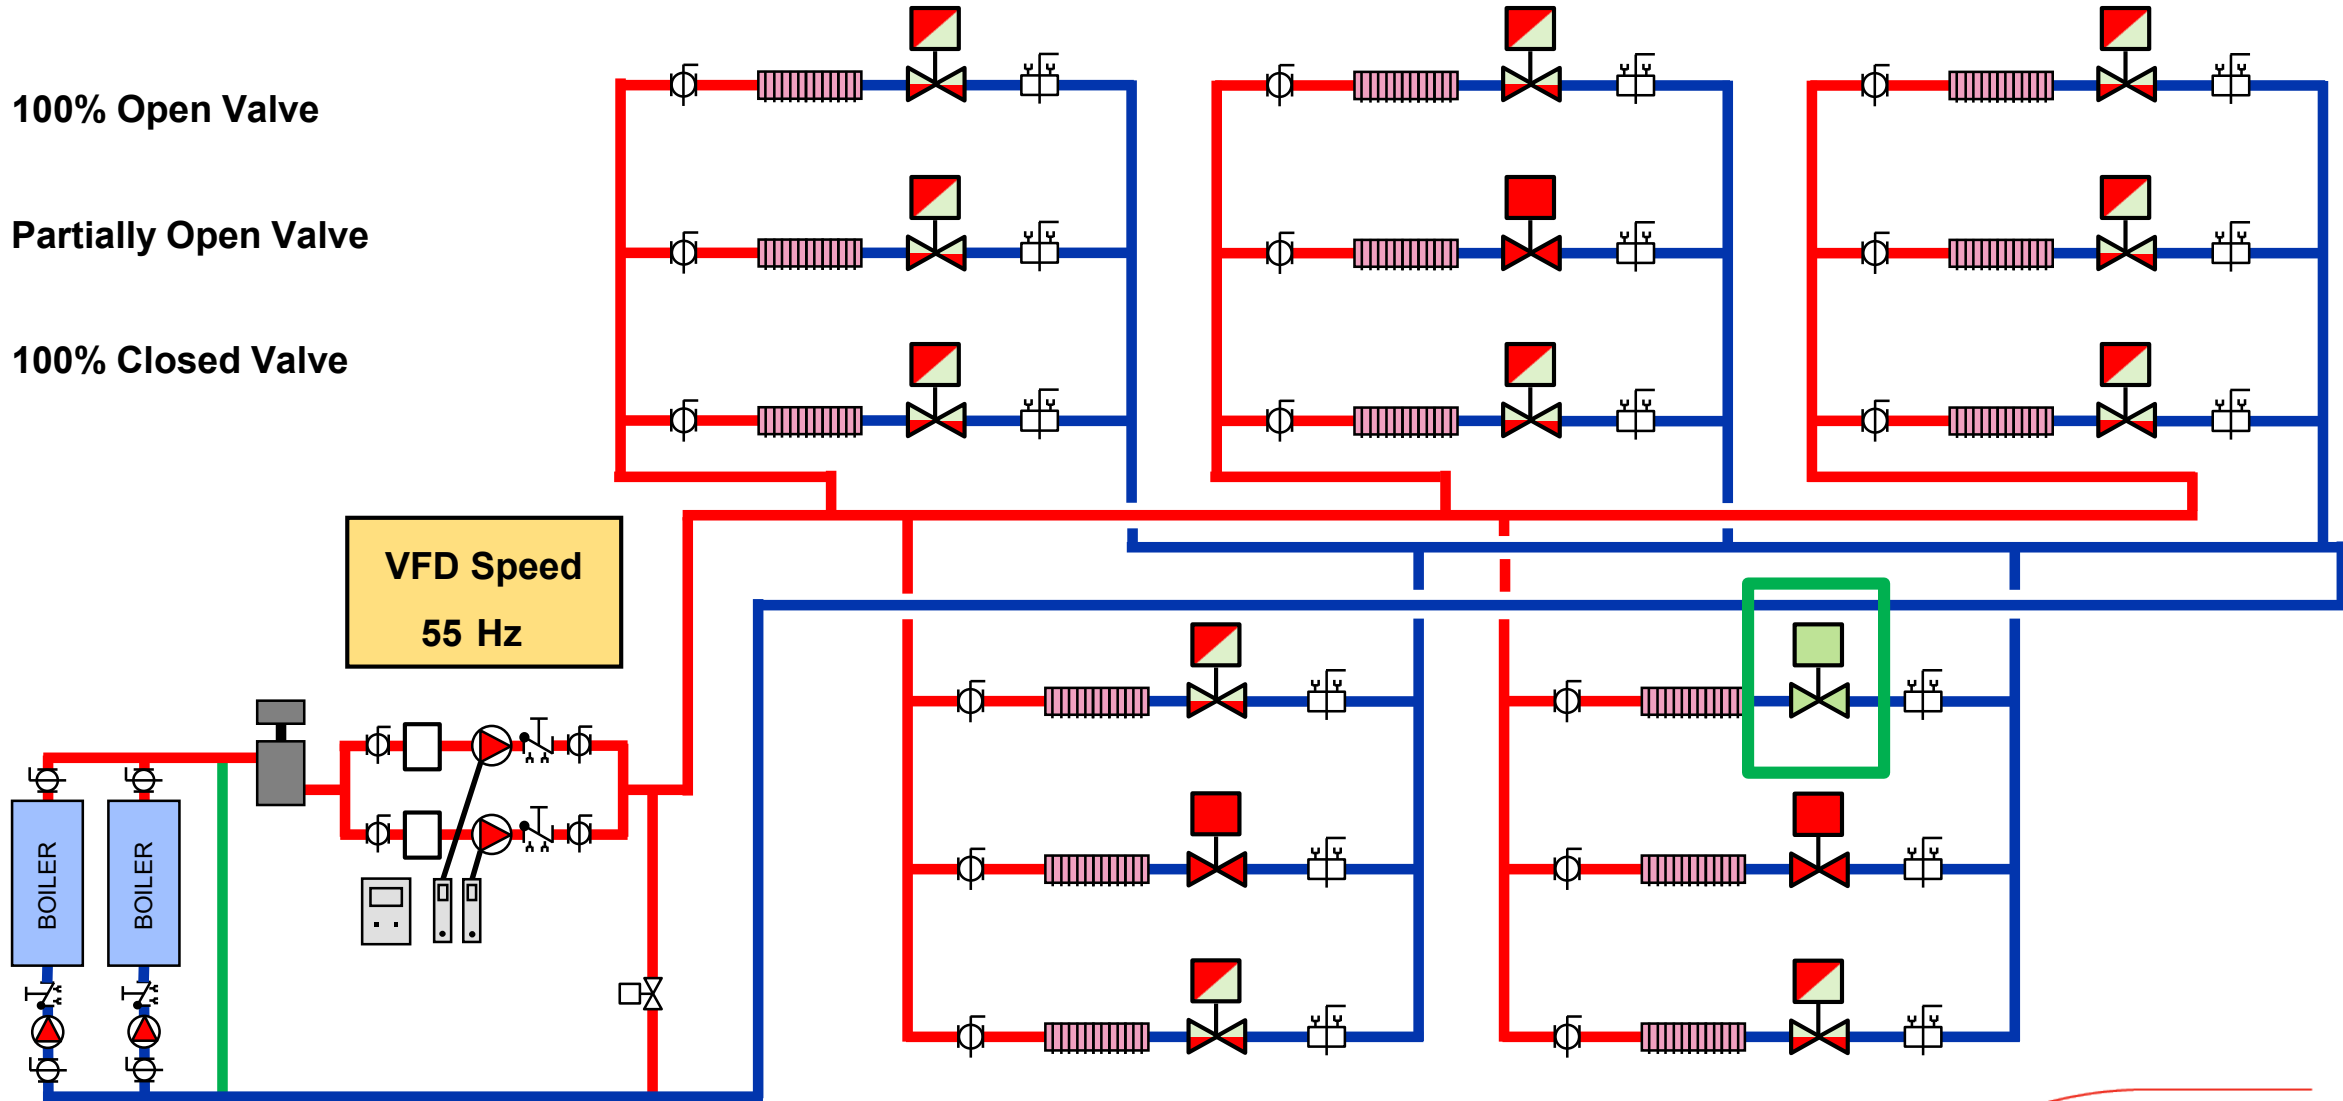 100% Open Valve
Partially Open Valve
100% Closed Valve
VFD Speed
55 Hz
BOILER
BOILER